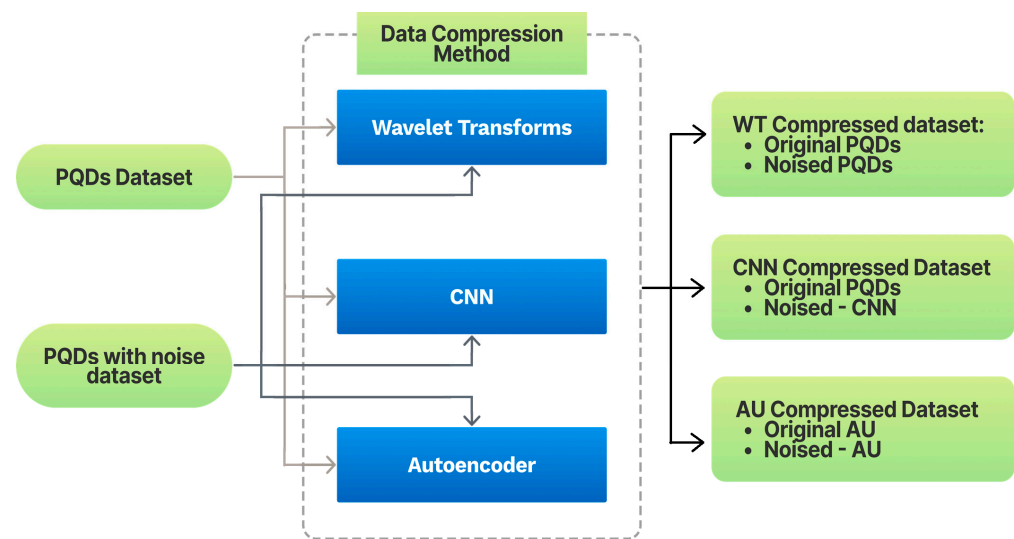 Data Compression
Method
Wavelet Transforms
PQDs Dataset
CNN
PQDs with noise
dataset
Autoencoder
WT Compressed dataset:
• Original PQDs
• Noised PQDs
CNN Compressed Dataset
• Original PQDs
• Noised - CNN
AU Compressed Dataset
• Original AU
• Noised - AU